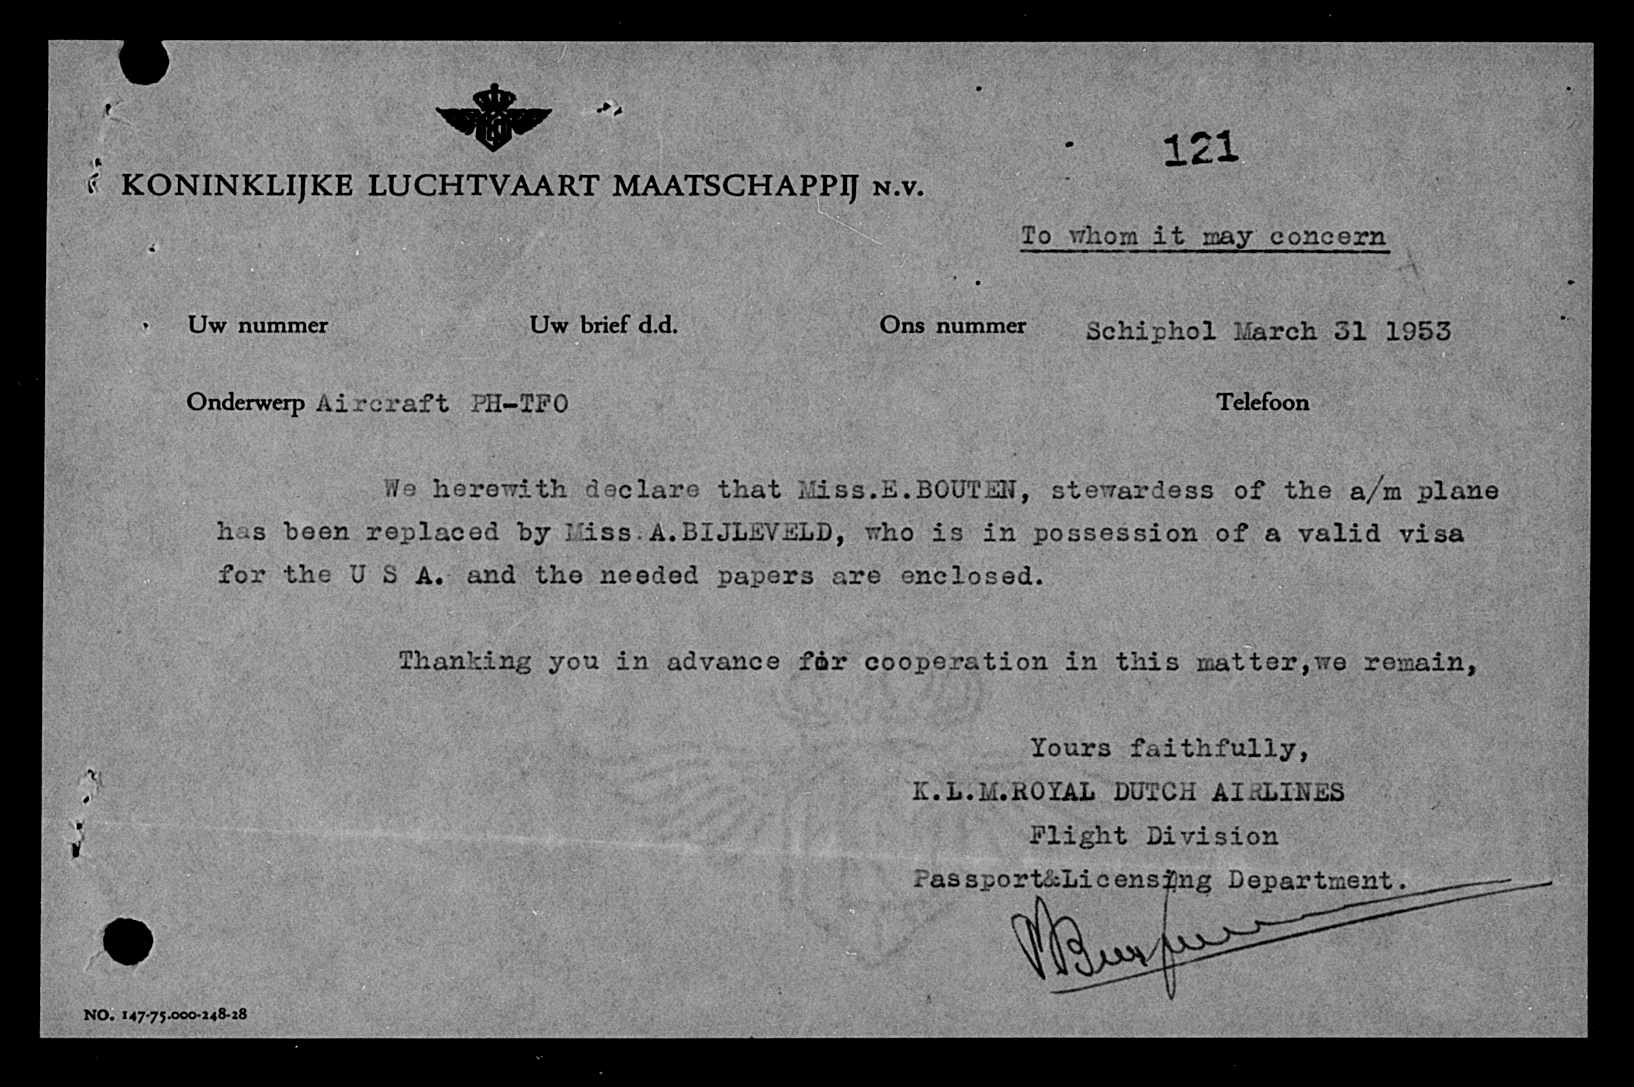 121
KONINKLIJKE LUCHTVAART MAATSCHAPPIJ N.V.
To whom it may concern
Uw nummer Uw brief d.d. Ons nummer Schiphol March 31 1953
Onderwerp Aircraft PH-TFO Telefoon
We herewith declare that Miss.E.BOUTEN, stewardess of the a/m plane
has been replaced by Miss.A.BIJLEVELD, who is in possession of a valid visa
for the U S A. and the needed papers are enclosed.
Thanking you in advance for cooperation in this matter,we remain,
Yours faithfully,
K.L.M.ROYAL DUTCH AIRLINES
Flight Division
Passport&Licensing Department.
NO. 147-75.000-248-28